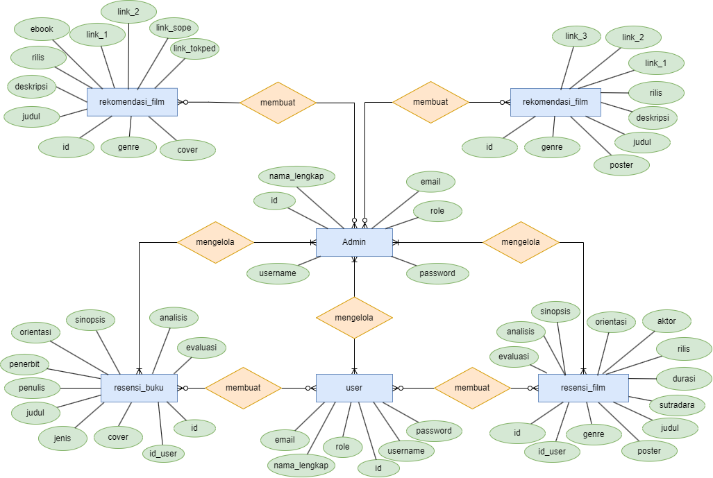 link_2
ebook
link_1
link_sope
link_tokped
rilis
deskripsi
judul
rekomendasi_film
id
genre
cover
membuat
membuat
link_3
link_2
link_1
rilis
deskripsi
judul
poster
rekomendasi_film
id
genre
nama_lengkap
email
id
role
Admin
username
password
mengelola
mengelola
mengelola
sinopsis
analisis
orientasi
evaluasi
penerbit
penulis
judul
jenis
cover
id_user
id
resensi_buku
membuat
user
membuat
email
nama_lengkap
role
id
username
password
sinopsis
analisis
evaluasi
orientasi
aktor
rilis
durasi
sutradara
judul
poster
genre
id_user
id
resensi_film